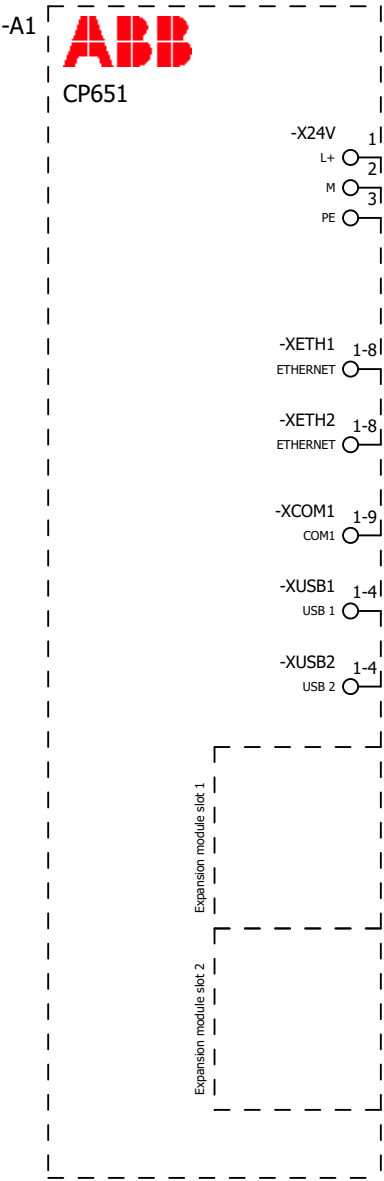 -A1
ABB
CP651
-X24V 1
L+
2
M
3
PE
-XETH1 1-8
ETHERNET
-XETH2 1-8
ETHERNET
-XCOM1 1-9
COM1
-XUSB1 1-4
USB 1
-XUSB2 1-4
USB 2
Expansion module slot 1
Expansion module slot 2